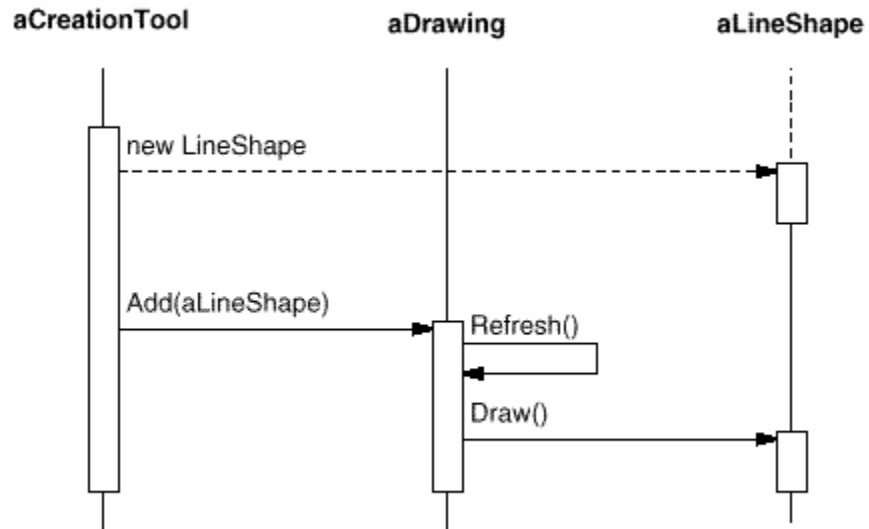 aCreationTool
aDrawing
aLineShape
new LineShape
Add(aLineShape)
Refresh()
Draw()